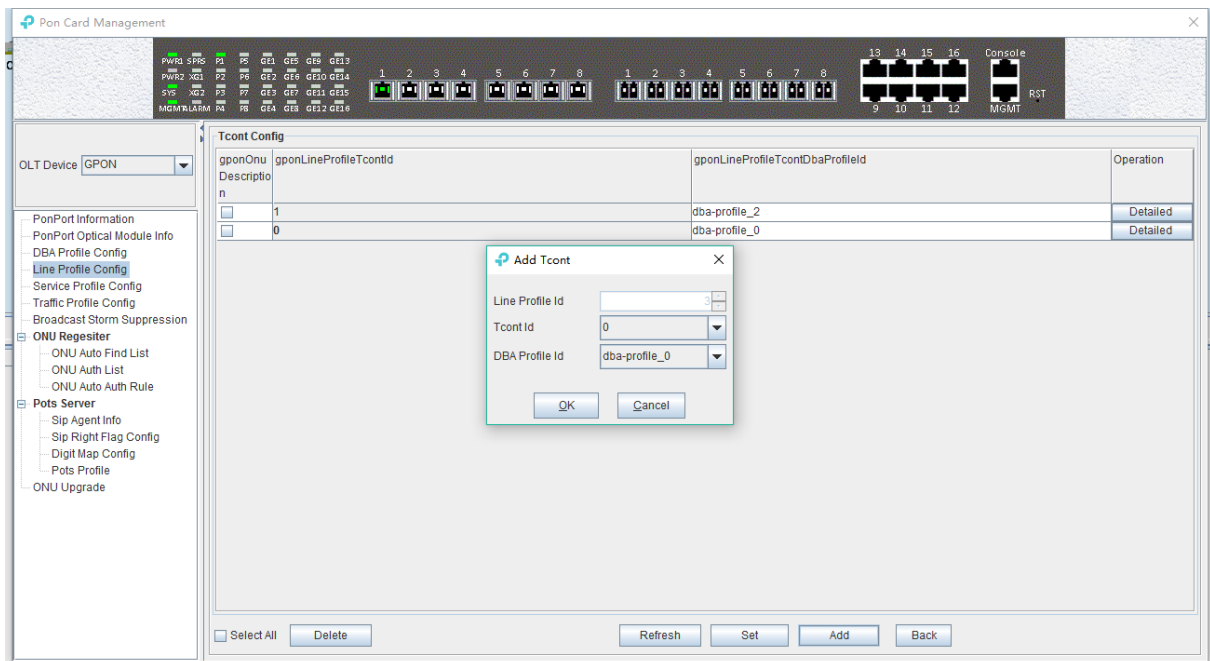 Pon Card Management
PWR1 SPR5 P1 P5 GE1 GE5 GE9 GE13
PWR2 XG1 P2 P6 GE2 GE6 GE10 GE14
SYS XG2 P3 P7 GE3 GE7 GE11 GE15
MGMT ALARM P4 P8 GE4 GE8 GE12 GE16
1 2 3 4 5 6 7 8 1 2 3 4 5 6 7 8
13 14 15 16 Console
9 10 11 12 MGMT
RST
OLT Device GPON
PonPort Information
PonPort Optical Module Info
DBA Profile Config
Line Profile Config
Service Profile Config
Traffic Profile Config
Broadcast Storm Suppression
ONU Regesiter
ONU Auto Find List
ONU Auth List
ONU Auto Auth Rule
Pots Server
Sip Agent Info
Sip Right Flag Config
Digit Map Config
Pots Profile
ONU Upgrade
Tcont Config
gponOnu gponLineProfileTcontId gponLineProfileTcontDbaProfileId Operation
Descriptio
n
1 dba-profile_2 Detailed
0 dba-profile_0 Detailed
Add Tcont
Line Profile Id 3
Tcont Id 0
DBA Profile Id dba-profile_0
OK Cancel
Select All Delete Refresh Set Add Back